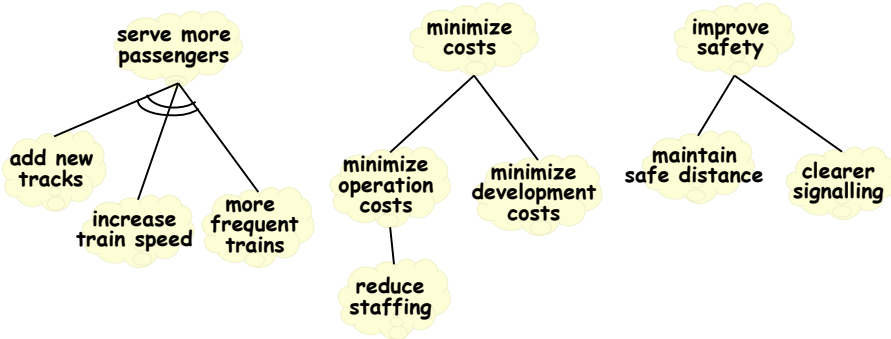 serve more
passengers
minimize
costs
improve
safety
add new
tracks
increase
train speed
more
frequent
trains
minimize
operation
costs
minimize
development
costs
reduce
staffing
maintain
safe distance
clearer
signalling